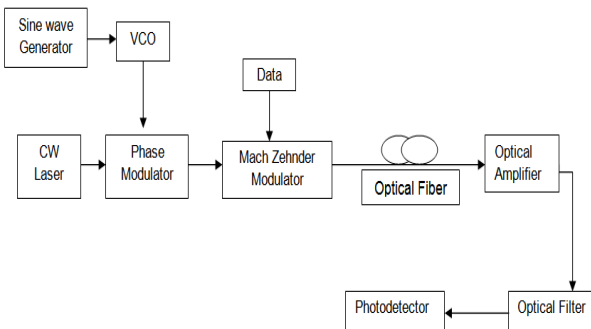 Sine wave
Generator
VCO
Data
CW
Laser
Phase
Modulator
Mach Zehnder
Modulator
Optical Fiber
Optical
Amplifier
Photodetector
Optical Filter